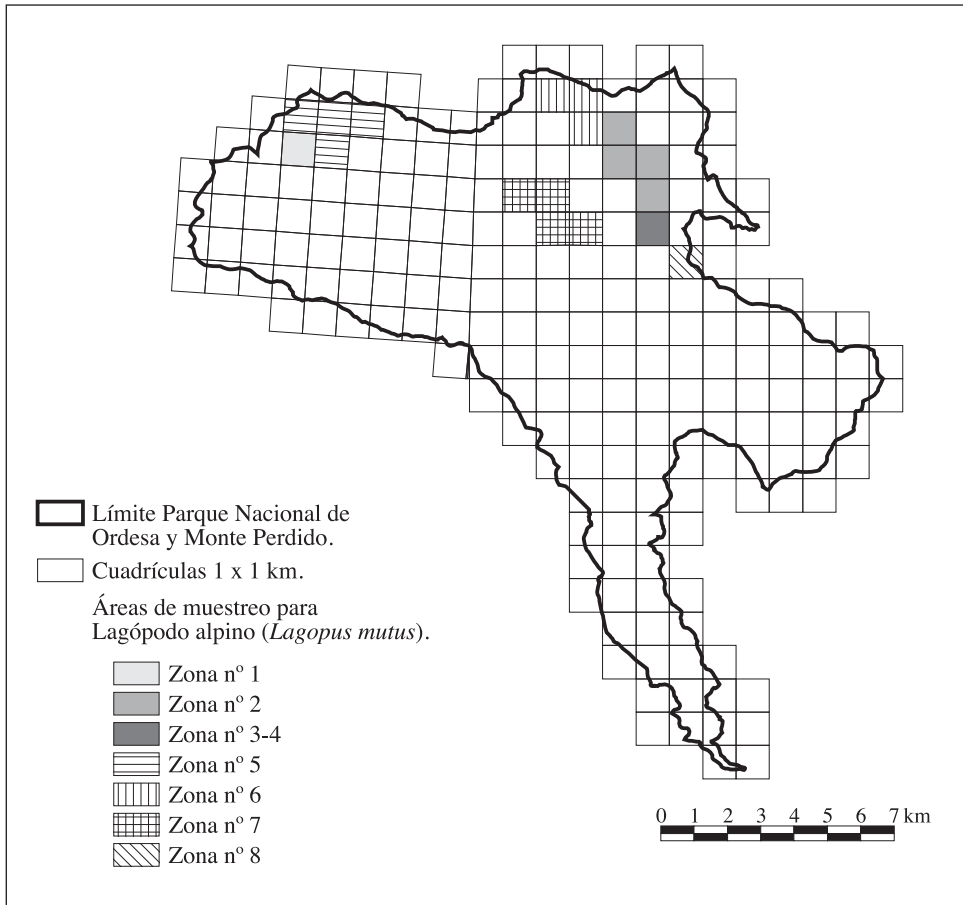 Límite Parque Nacional de
Ordesa y Monte Perdido.
Cuadrículas 1 x 1 km.
Áreas de muestreo para
Lagópodo alpino (Lagopus mutus).
Zona nº 1
Zona nº 2
Zona nº 3-4
Zona nº 5
Zona nº 6
Zona nº 7
Zona nº 8
0 1 2 3 4 5 6 7 km